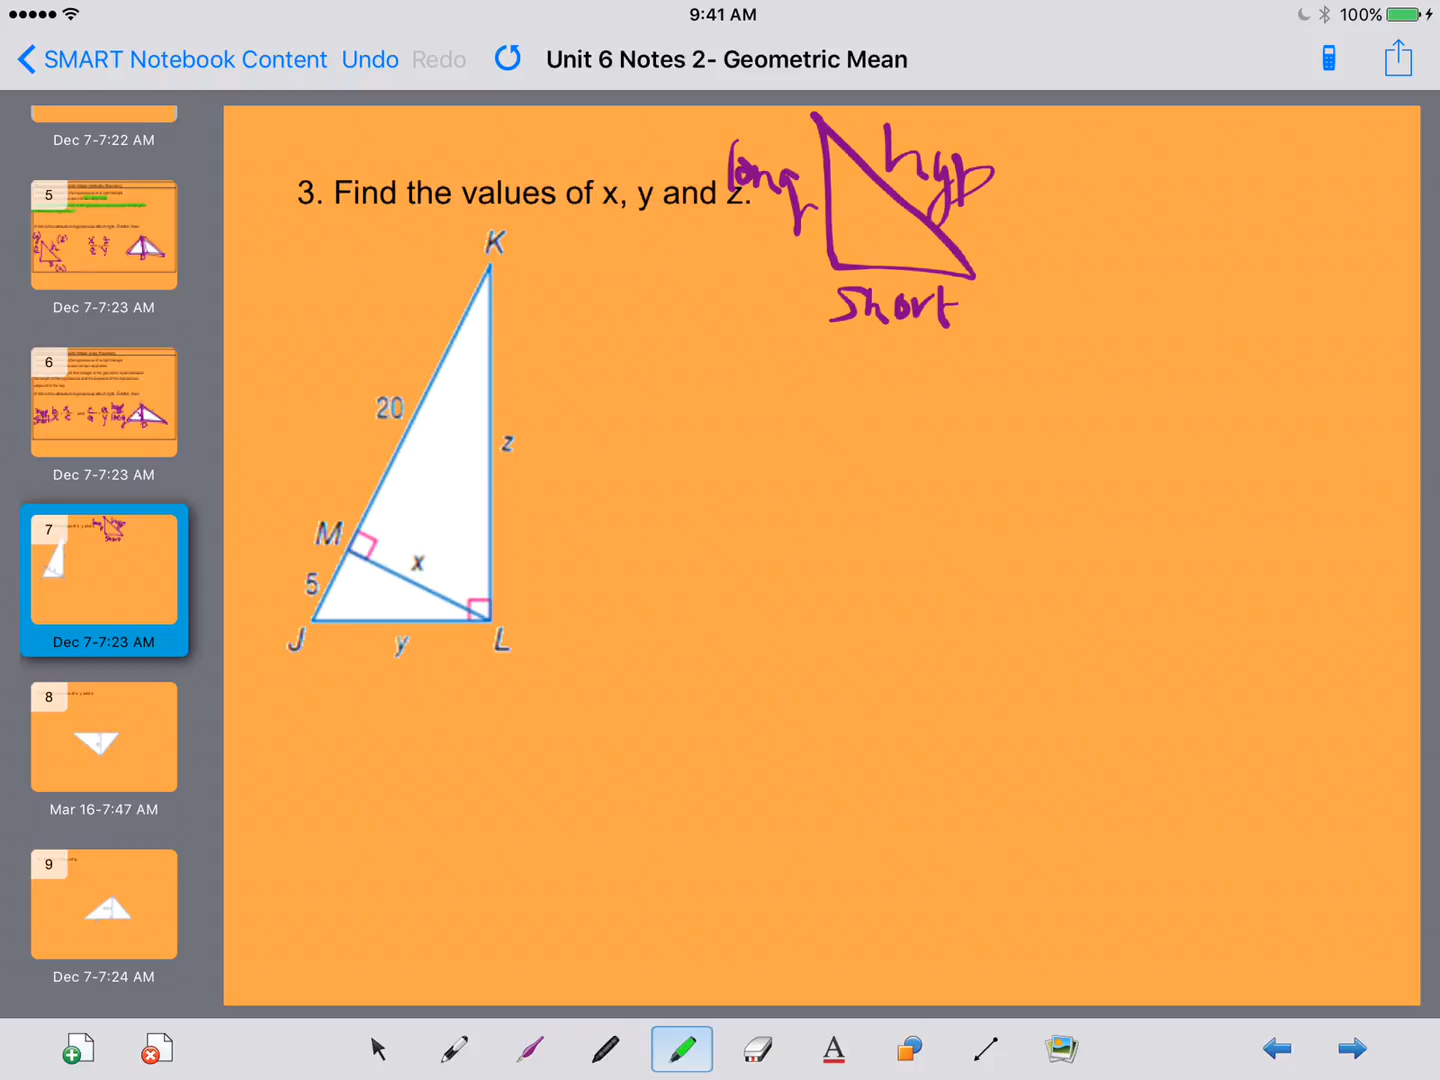 9:41 AM
100%
SMART Notebook Content Undo Redo Unit 6 Notes 2- Geometric Mean
Dec 7-7:22 AM
5
Dec 7-7:23 AM
6
Dec 7-7:23 AM
7
Dec 7-7:23 AM
8
Mar 16-7:47 AM
9
Dec 7-7:24 AM
3. Find the values of x, y and z.
long
hyp
short
K
20
z
M
x
5
J
y
L
A